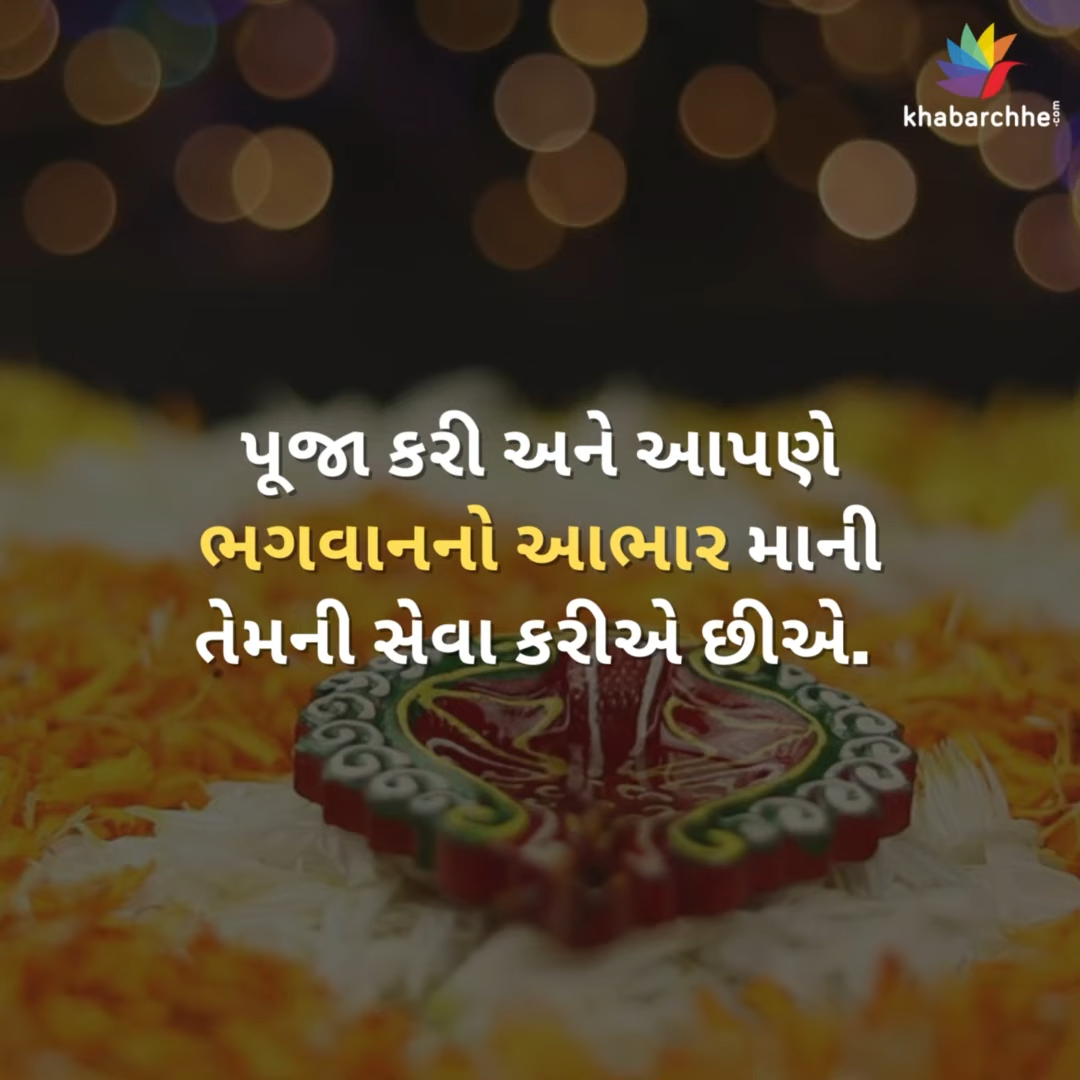 khabarchhe.com
પૂજા કરી અને આપણે
ભગવાનનો આભાર માની
તેમની સેવા કરીએ છીએ.